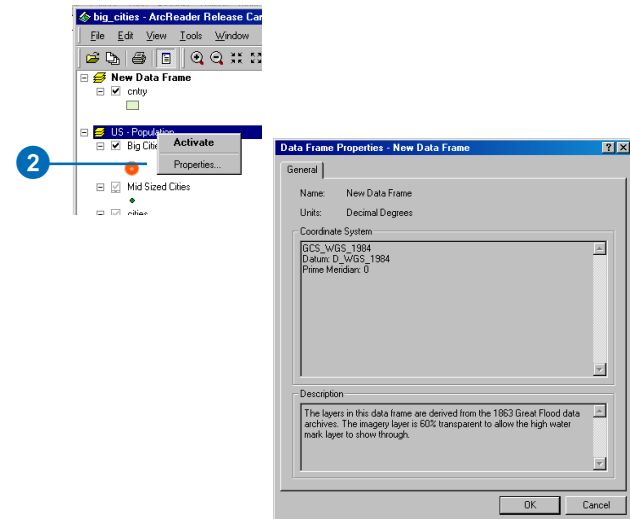 big_cities - ArcReader Release Car
File Edit View Tools Window
New Data Frame
cntry
US - Population
Big Citie
Activate
Properties...
2
Mid Sized Cities
cities
Data Frame Properties - New Data Frame
General
Name: New Data Frame
Units: Decimal Degrees
Coordinate System
GCS_WGS_1984
Datum: D_WGS_1984
Prime Meridian: 0
Description
The layers in this data frame are derived from the 1863 Great Flood data
archives. The imagery layer is 60% transparent to allow the high water
mark layer to show through.
OK Cancel